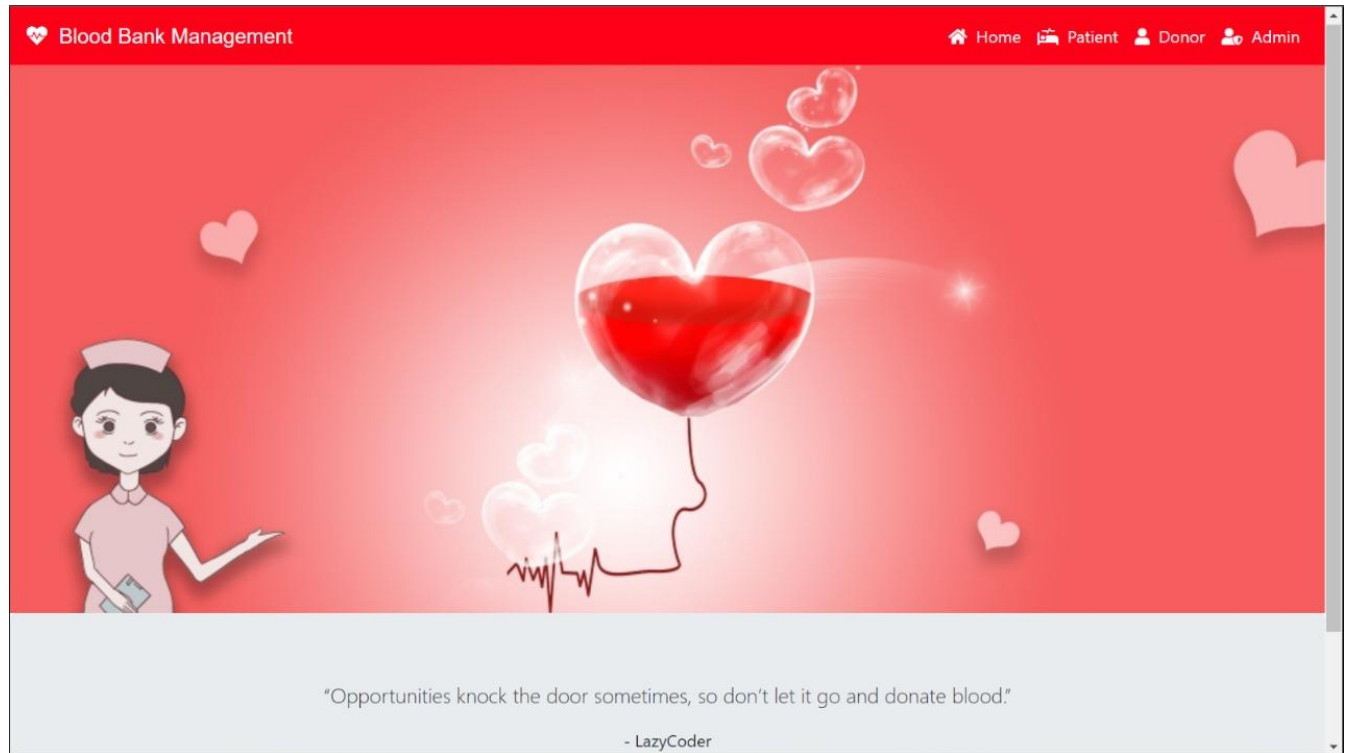 Blood Bank Management
Home Patient Donor Admin
“Opportunities knock the door sometimes, so don’t let it go and donate blood.”
- LazyCoder